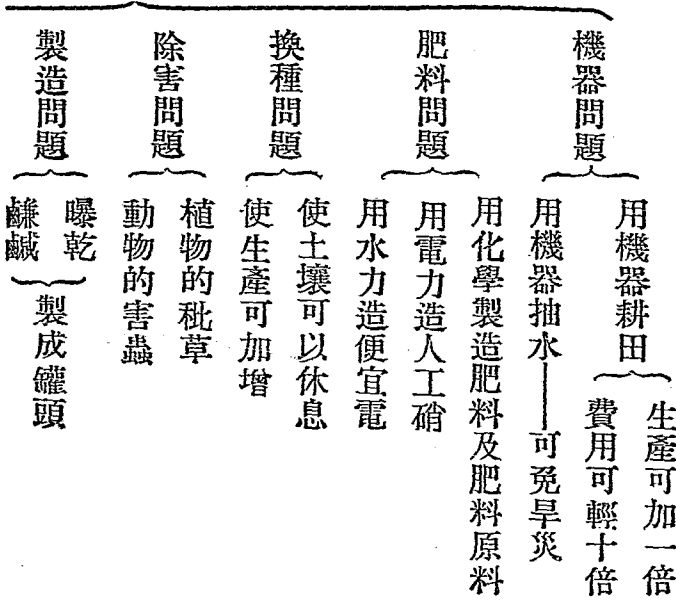 機器問題
用機器耕田
生產可加一倍
費用可輕十倍
用機器抽水——可免旱災
肥料問題
用化學製造肥料及肥料原料
用電力造人工硝
用水力造便宜電
換種問題
使土壤可以休息
使生產可加增
除害問題
植物的秕草
動物的害蟲
製造問題
曝乾
鹻鹹
製成罐頭